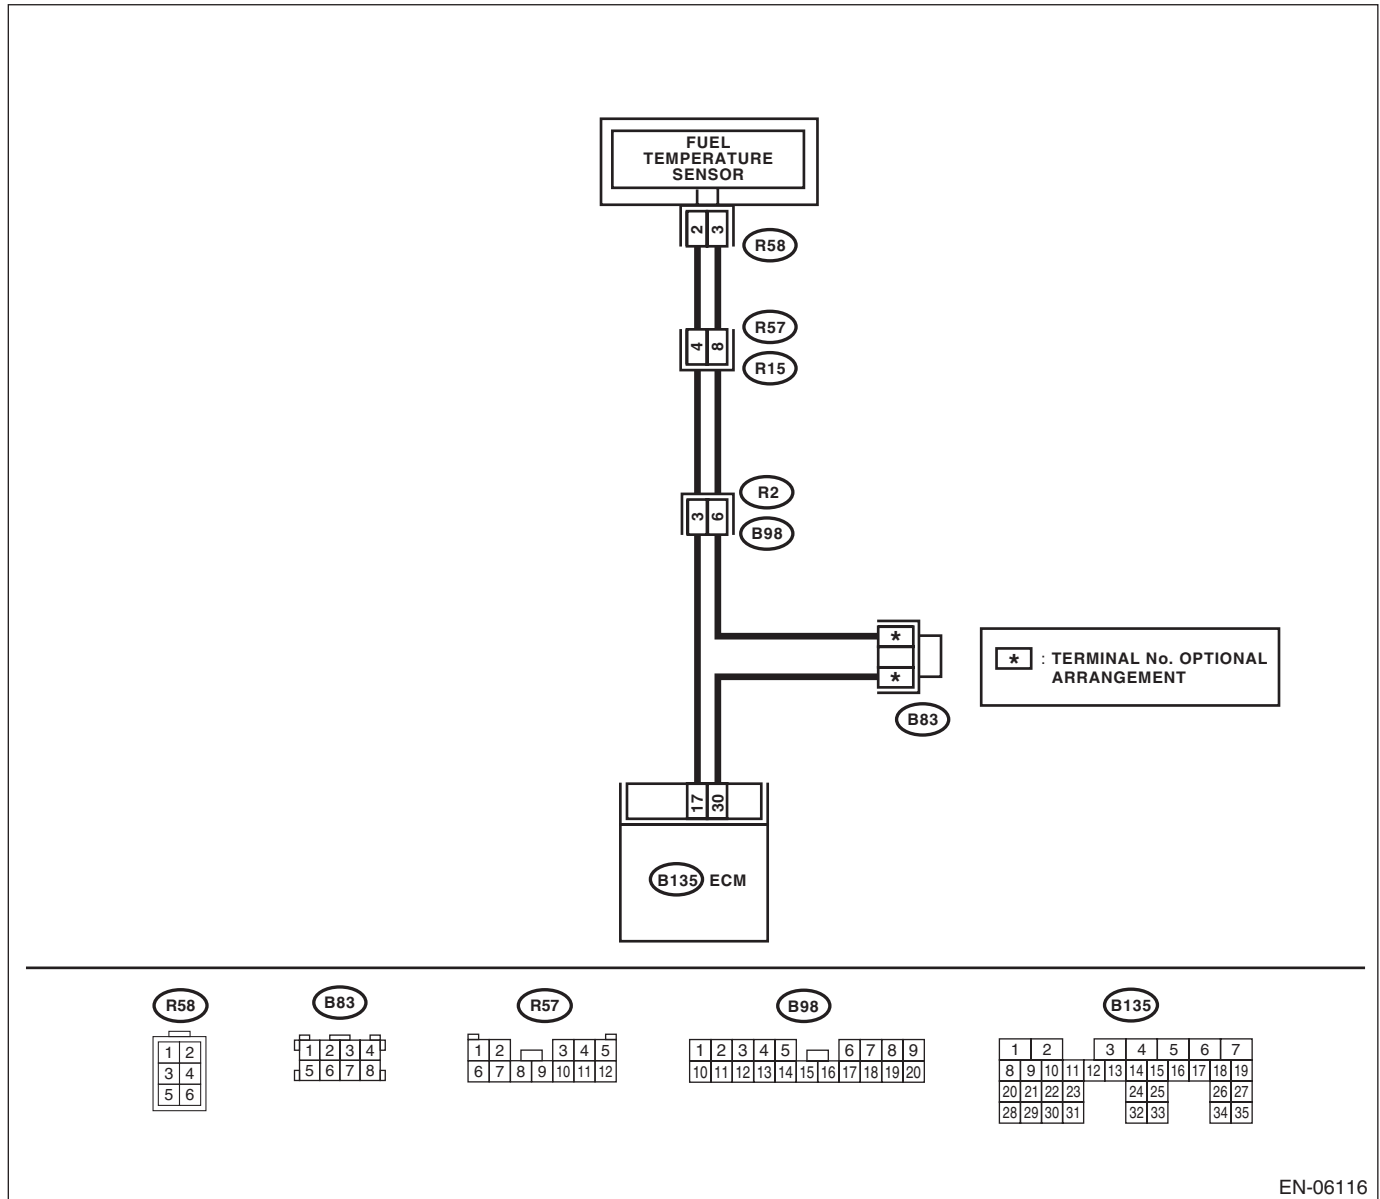 FUEL
TEMPERATURE
SENSOR
2 3
R58
R57
4 8
R15
R2
3 6
B98
*
* : TERMINAL No. OPTIONAL
ARRANGEMENT
*
B83
17 30
B135 ECM
R58
1 2
3 4
5 6
B83
1 2 3 4
5 6 7 8
R57
1 2 3 4 5
6 7 8 9 10 11 12
B98
1 2 3 4 5 6 7 8 9
10 11 12 13 14 15 16 17 18 19 20
B135
1 2 3 4 5 6 7
8 9 10 11 12 13 14 15 16 17 18 19
20 21 22 23 24 25 26 27
28 29 30 31 32 33 34 35
EN-06116